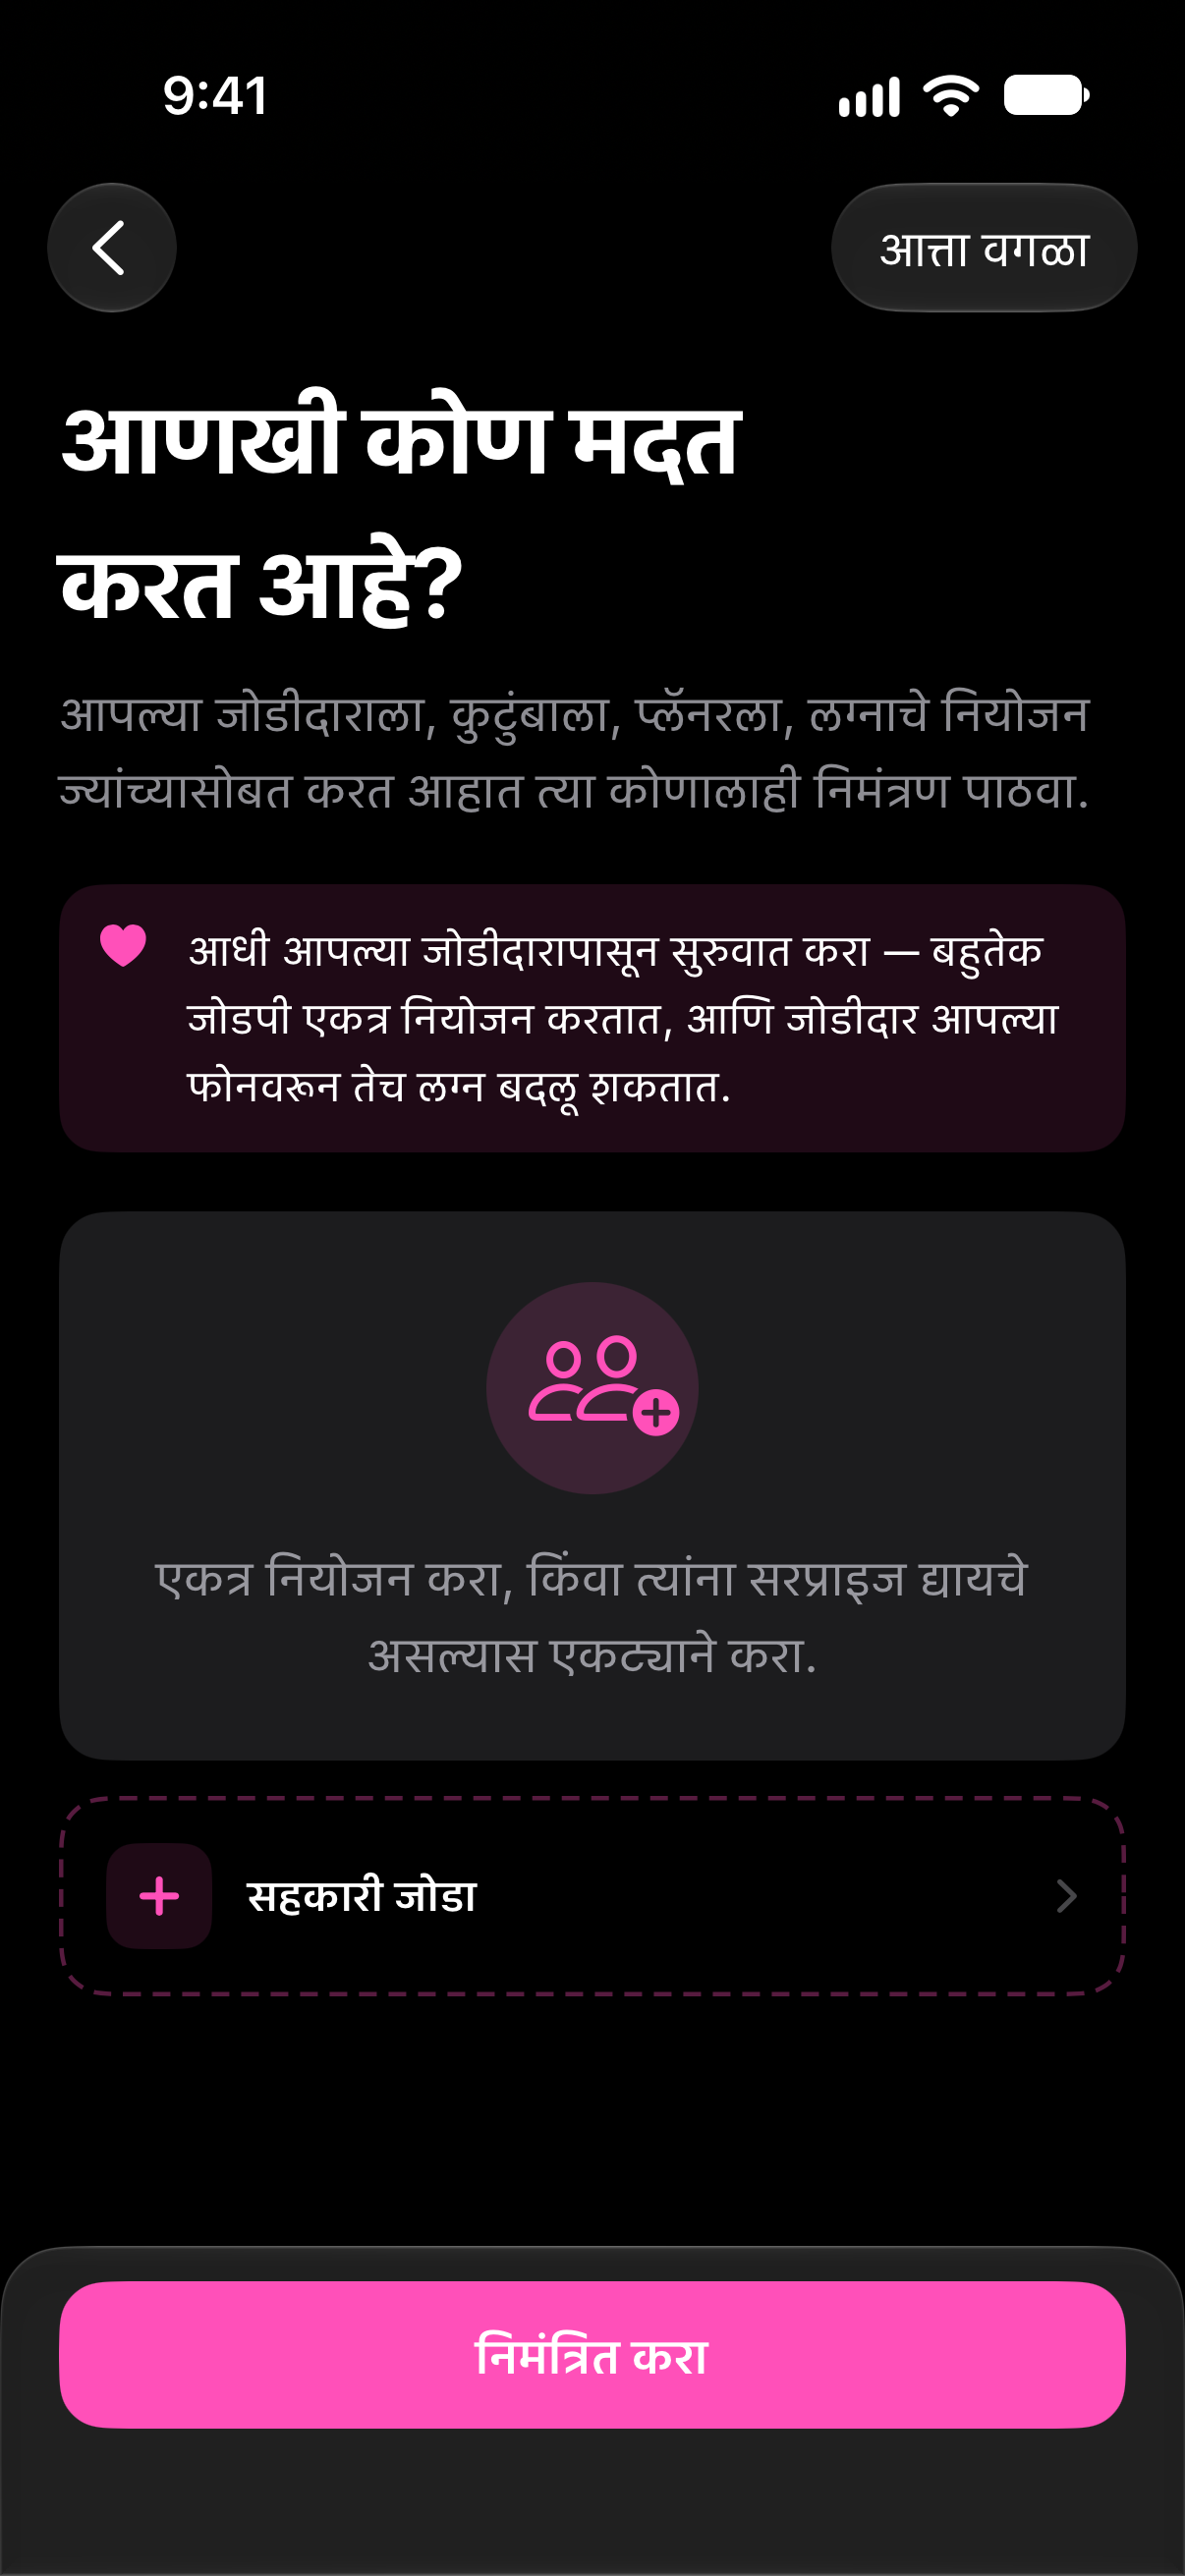 9:41
आत्ता वगळा
आणखी कोण मदत
करत आहे?
आपल्या जोडीदाराला, कुटुंबाला, प्लॅनरला, लग्नाचे नियोजन
ज्यांच्यासोबत करत आहात त्या कोणालाही निमंत्रण पाठवा.
आधी आपल्या जोडीदारापासून सुरुवात करा — बहुतेक
जोडपी एकत्र नियोजन करतात, आणि जोडीदार आपल्या
फोनवरून तेच लग्न बदलू शकतात.
एकत्र नियोजन करा, किंवा त्यांना सरप्राइज द्यायचे
असल्यास एकट्याने करा.
सहकारी जोडा
निमंत्रित करा